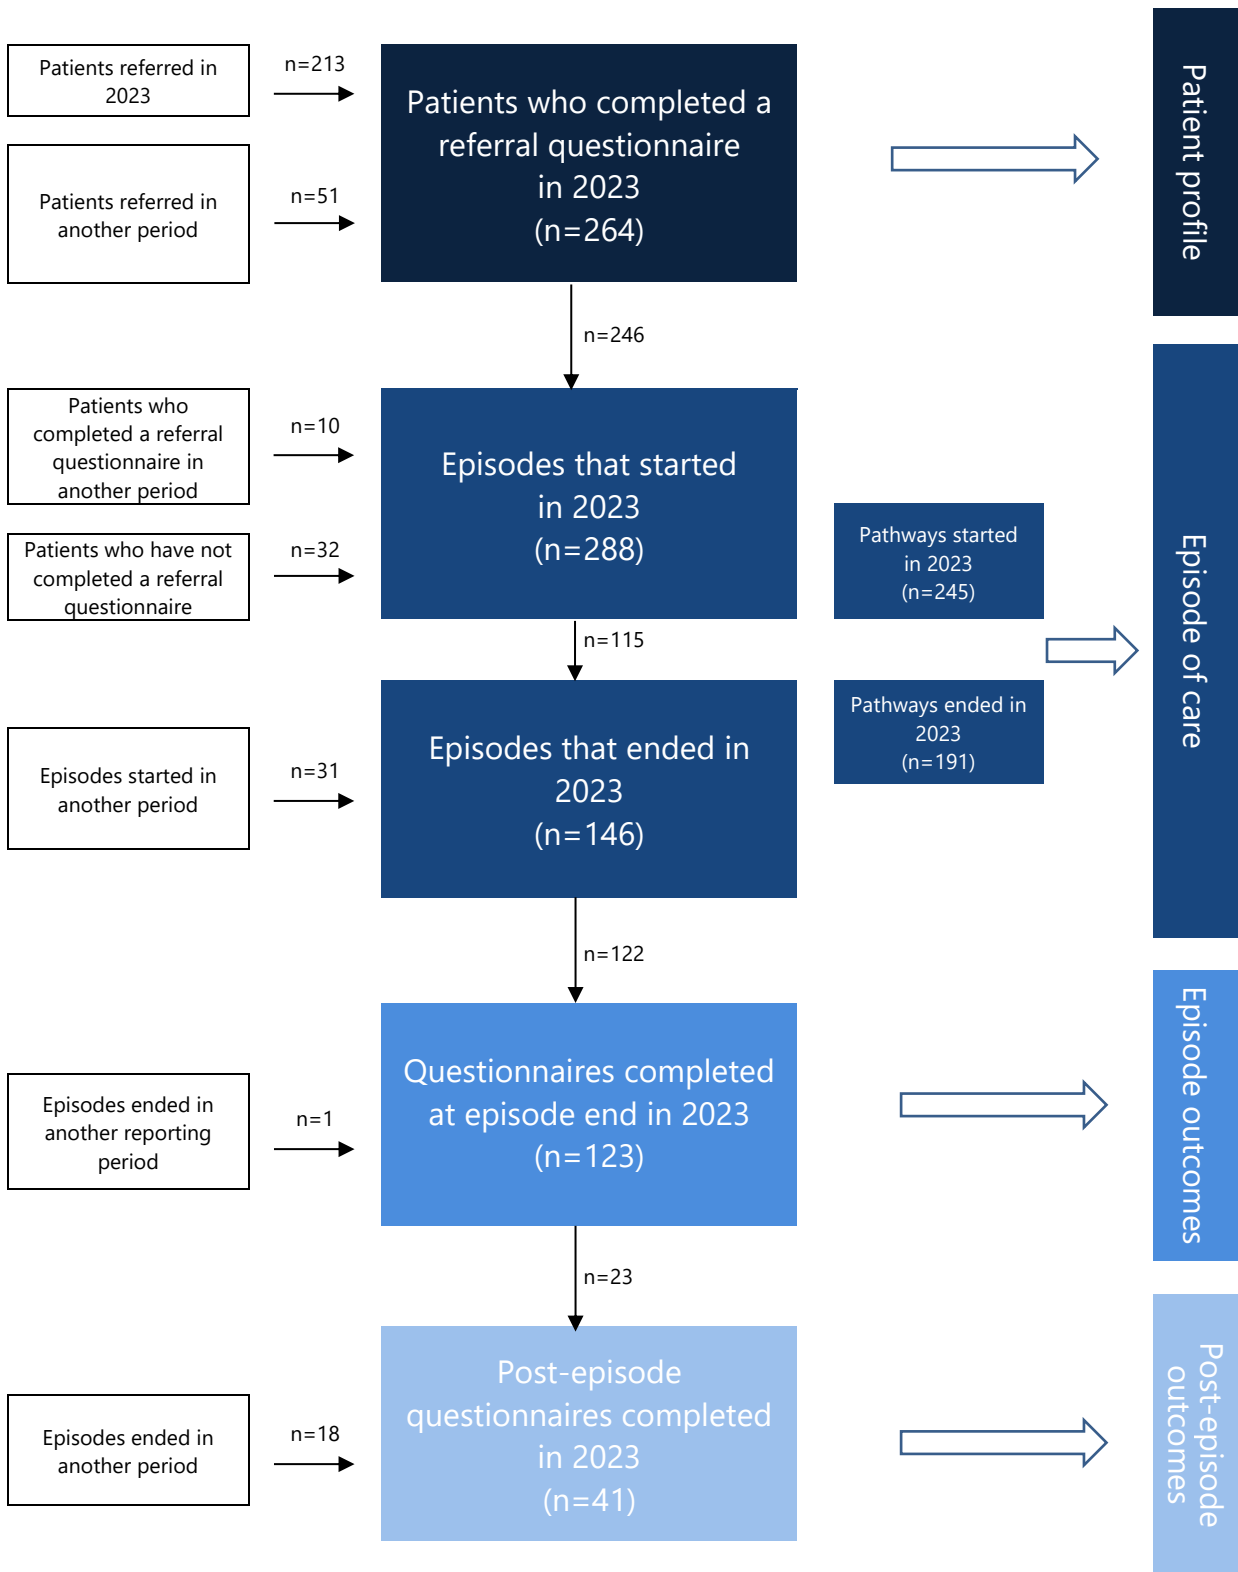 Patients referred in
2023
n=213
Patients who completed a
referral questionnaire
in 2023
(n=264)
Patients referred in
another period
n=51
Patient profile
n=246
Patients who
completed a referral
questionnaire in
another period
n=10
Episodes that started
in 2023
(n=288)
Patients who have not
completed a referral
questionnaire
n=32
Pathways started
in 2023
(n=245)
Episode of care
n=115
Episodes started in
another period
n=31
Episodes that ended in
2023
(n=146)
Pathways ended in
2023
(n=191)
n=122
Episodes ended in
another reporting
period
n=1
Questionnaires completed
at episode end in 2023
(n=123)
Episode outcomes
n=23
Episodes ended in
another period
n=18
Post-episode
questionnaires completed
in 2023
(n=41)
Post-episode
outcomes